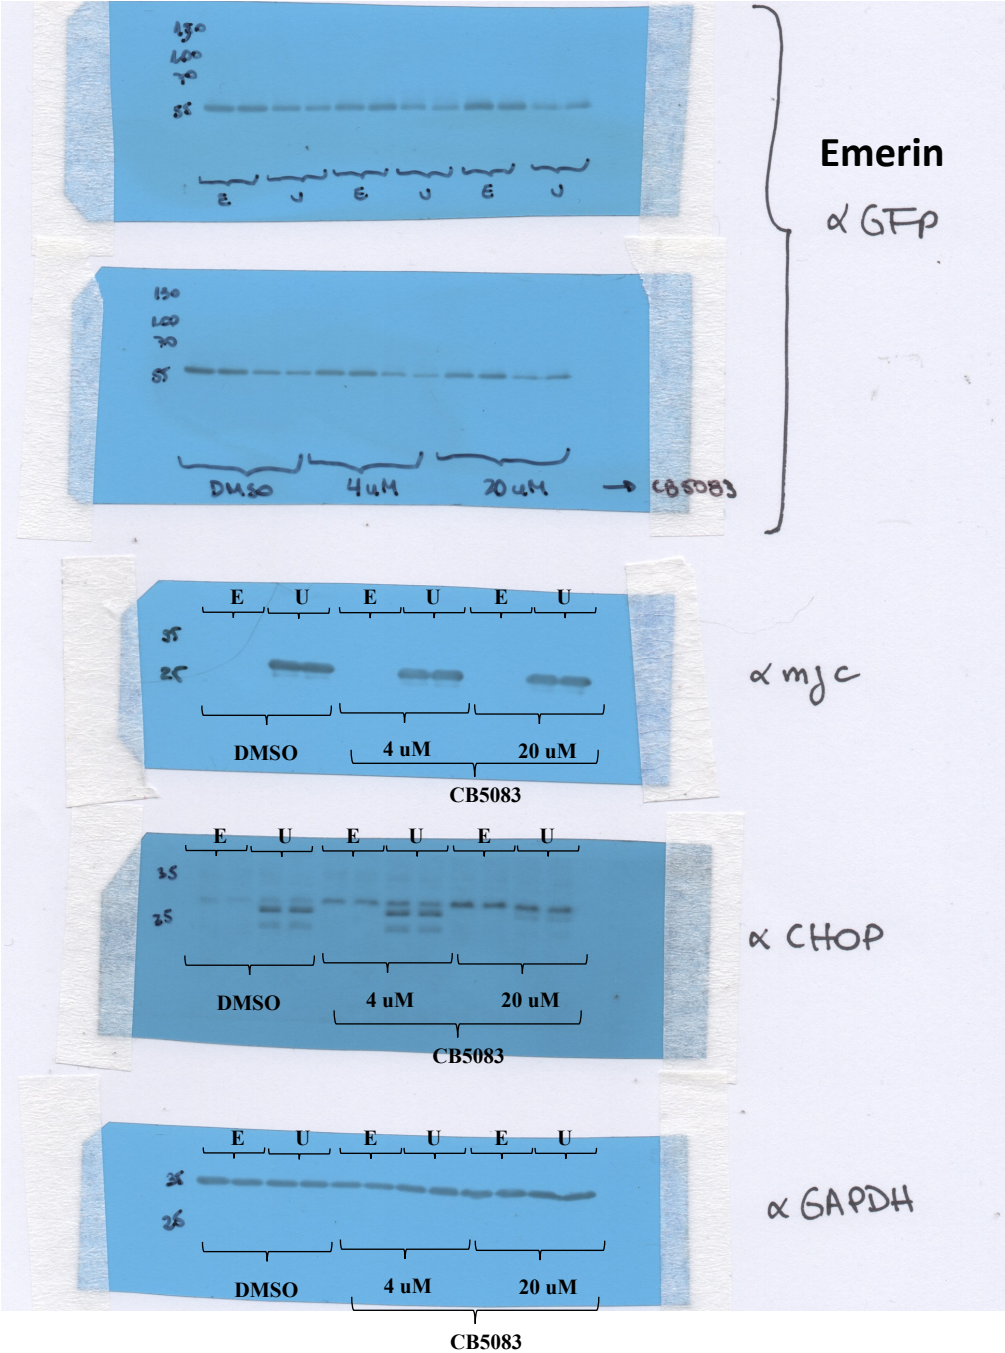 130
100
70
55
E U E U E U
Emerin
α GFP
130
100
70
55
DMSO 4uM 20uM → CB5083
E U E U E U
35
25
α myc
DMSO 4 uM 20 uM
CB5083
E U E U E U
35
25
α CHOP
DMSO 4 uM 20 uM
CB5083
E U E U E U
35
25
α GAPDH
DMSO 4 uM 20 uM
CB5083